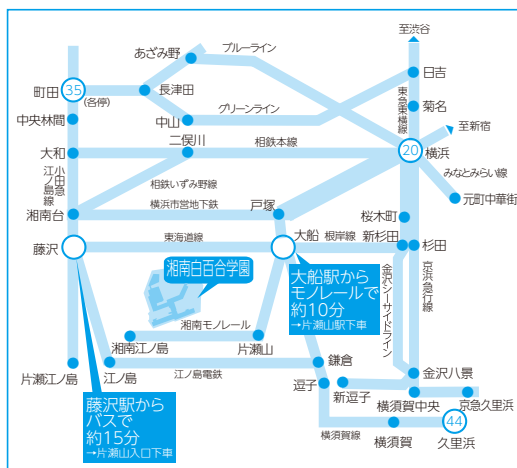 至渋谷
あざみ野
ブルーライン
日吉
町田
35
(各停)
長津田
東急東横線
菊名
至新宿
中央林間
中山
グリーンライン
二俣川
大和
相鉄本線
20
横浜
みなとみらい線
小田急
江ノ島線
相鉄いずみ野線
元町中華街
湘南台
横浜市営地下鉄
戸塚
桜木町
藤沢
東海道線
大船
根岸線
新杉田
杉田
湘南白百合学園
大船駅から
モノレールで
約10分
→片瀬山駅下車
金沢シーサイドライン
京浜急行線
湘南モノレール
湘南江ノ島
片瀬山
片瀬江ノ島
江ノ島
江ノ島電鉄
鎌倉
金沢八景
逗子
新逗子
横須賀中央
京急久里浜
藤沢駅から
バスで
約15分
→片瀬山入口下車
横須賀線
横須賀
44
久里浜